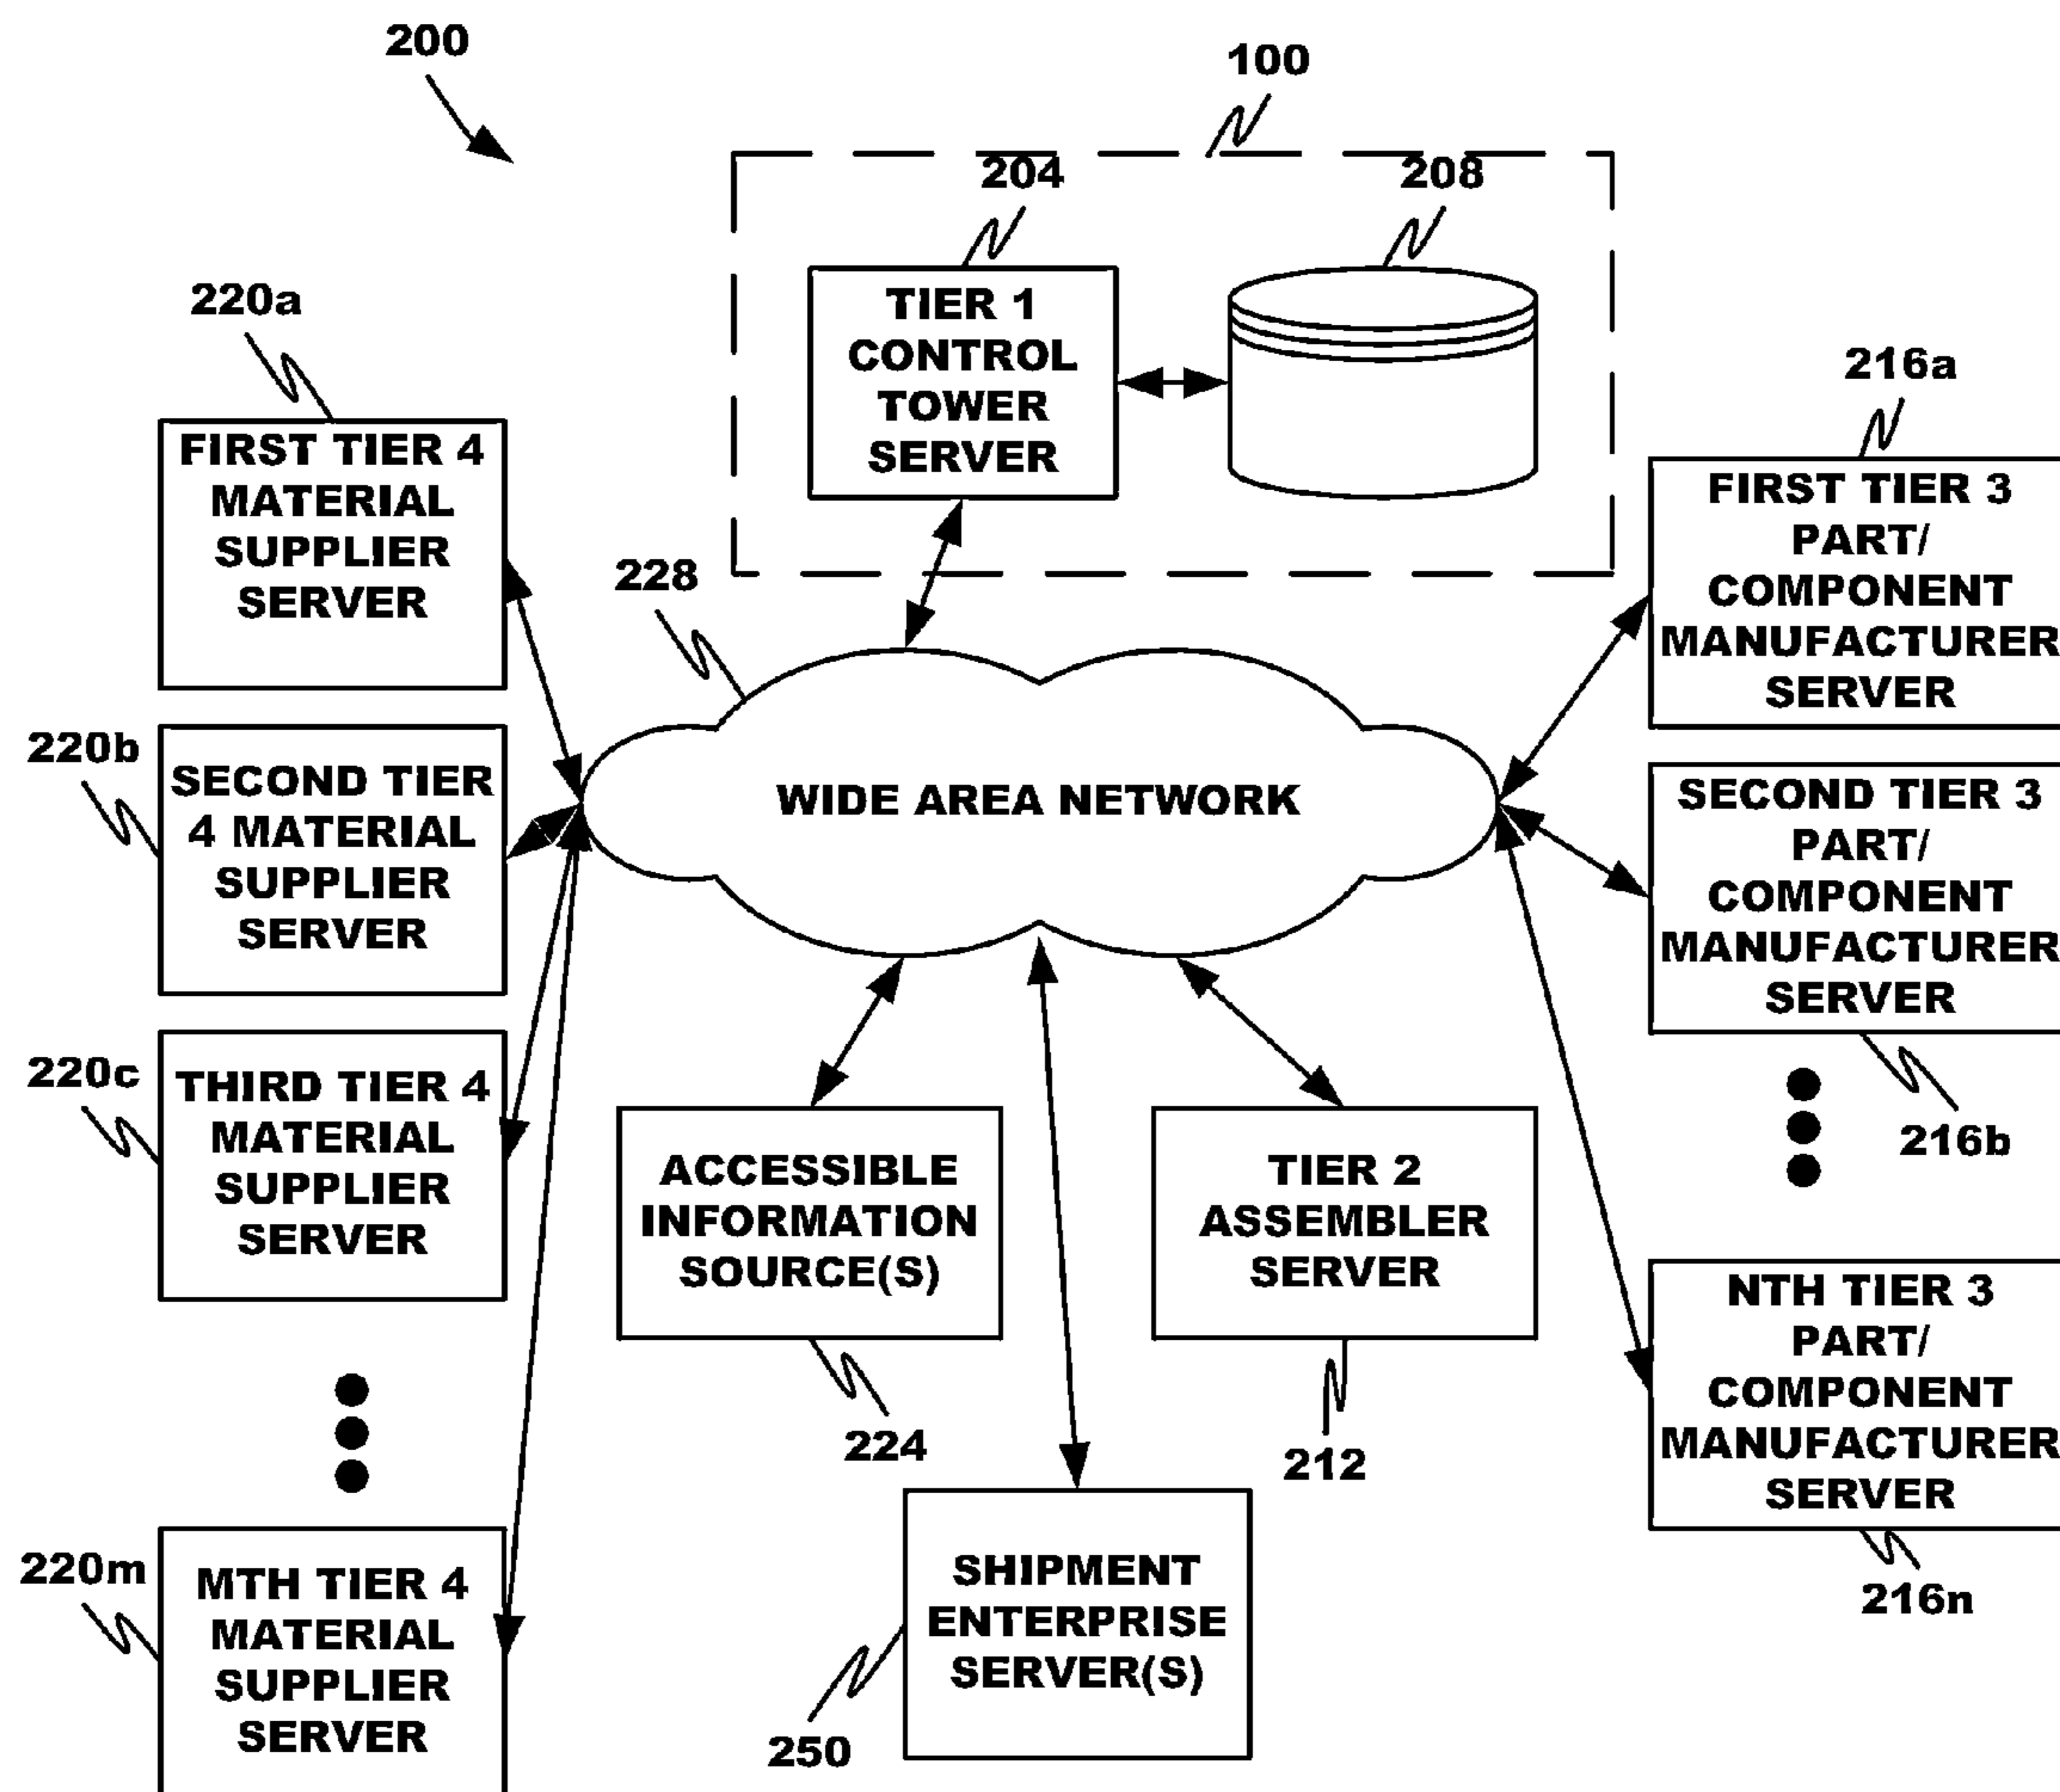 200
100
204
208
TIER 1
CONTROL
TOWER
SERVER
220a
FIRST TIER 4
MATERIAL
SUPPLIER
SERVER
216a
FIRST TIER 3
PART/
COMPONENT
MANUFACTURER
SERVER
228
WIDE AREA NETWORK
220b
SECOND TIER
4 MATERIAL
SUPPLIER
SERVER
SECOND TIER 3
PART/
COMPONENT
MANUFACTURER
SERVER
216b
220c
THIRD TIER 4
MATERIAL
SUPPLIER
SERVER
ACCESSIBLE
INFORMATION
SOURCE(S)
224
TIER 2
ASSEMBLER
SERVER
212
NTH TIER 3
PART/
COMPONENT
MANUFACTURER
SERVER
216n
220m
MTH TIER 4
MATERIAL
SUPPLIER
SERVER
SHIPMENT
ENTERPRISE
SERVER(S)
250